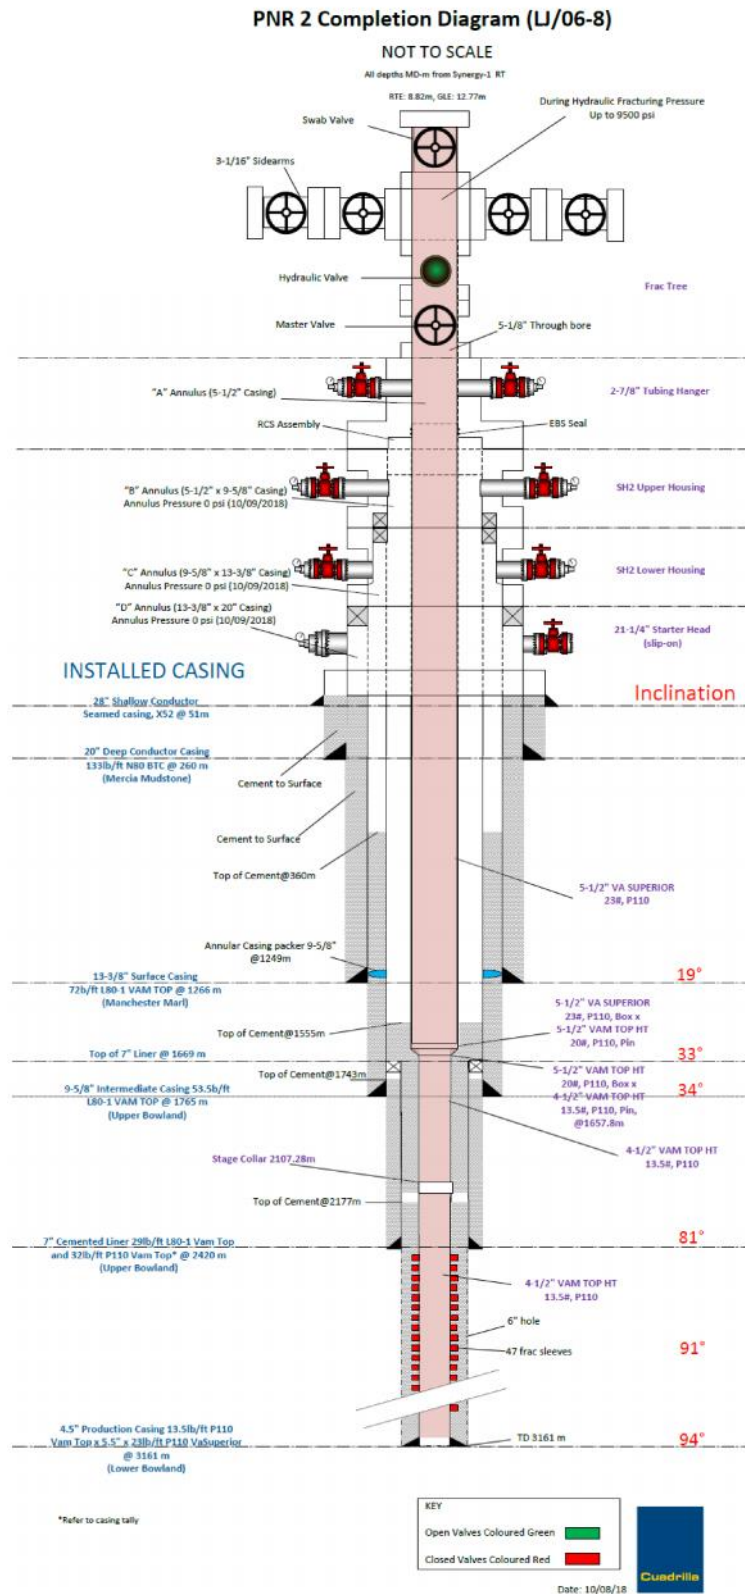 PNR 2 Completion Diagram (LJ/06-8)
NOT TO SCALE
All depths MD-m from Synergy-1 RT
RTE: 8.82m, GLE: 12.77m
During Hydraulic Fracturing Pressure
Up to 9500 psi
Swab Valve
3-1/16" Sidearms
Hydraulic Valve
Frac Tree
Master Valve
5-1/8" Through bore
"A" Annulus (5-1/2" Casing)
2-7/8" Tubing Hanger
RCS Assembly
EBS Seal
"B" Annulus (5-1/2" x 9-5/8" Casing)
Annulus Pressure 0 psi (10/09/2018)
SH2 Upper Housing
"C" Annulus (9-5/8" x 13-3/8" Casing)
Annulus Pressure 0 psi (10/09/2018)
SH2 Lower Housing
"D" Annulus (13-3/8" x 20" Casing)
Annulus Pressure 0 psi (10/09/2018)
21-1/4" Starter Head
(slip-on)
INSTALLED CASING
Inclination
28" Shallow Conductor
Seamed casing, X52 @ 51m
20" Deep Conductor Casing
133lb/ft N80 BTC @ 260 m
(Mercia Mudstone)
Cement to Surface
Cement to Surface
Top of Cement@360m
5-1/2" VA SUPERIOR
23#, P110
Annular Casing packer 9-5/8"
@1249m
13-3/8" Surface Casing
72b/ft L80-1 VAM TOP @ 1266 m
(Manchester Marl)
19°
5-1/2" VA SUPERIOR
23#, P110, Box x
5-1/2" VAM TOP HT
20#, P110, Pin
Top of Cement@1555m
Top of 7" Liner @ 1669 m
33°
5-1/2" VAM TOP HT
20#, P110, Box x
4-1/2" VAM TOP HT
13.5#, P110, Pin,
@1657.8m
Top of Cement@1743m
9-5/8" Intermediate Casing 53.5b/ft
L80-1 VAM TOP @ 1765 m
(Upper Bowland)
34°
4-1/2" VAM TOP HT
13.5#, P110
Stage Collar 2107.28m
Top of Cement@2177m
7" Cemented Liner 29lb/ft L80-1 Vam Top
and 32lb/ft P110 Vam Top* @ 2420 m
(Upper Bowland)
81°
4-1/2" VAM TOP HT
13.5#, P110
6" hole
47 frac sleeves
91°
4.5" Production Casing 13.5lb/ft P110
Vam Top x 5.5" x 23lb/ft P110 VaSuperior
@ 3161 m
(Lower Bowland)
TD 3161 m
94°
*Refer to casing tally
KEY
Open Valves Coloured Green
Closed Valves Coloured Red
Cuadrilla
Date: 10/08/18